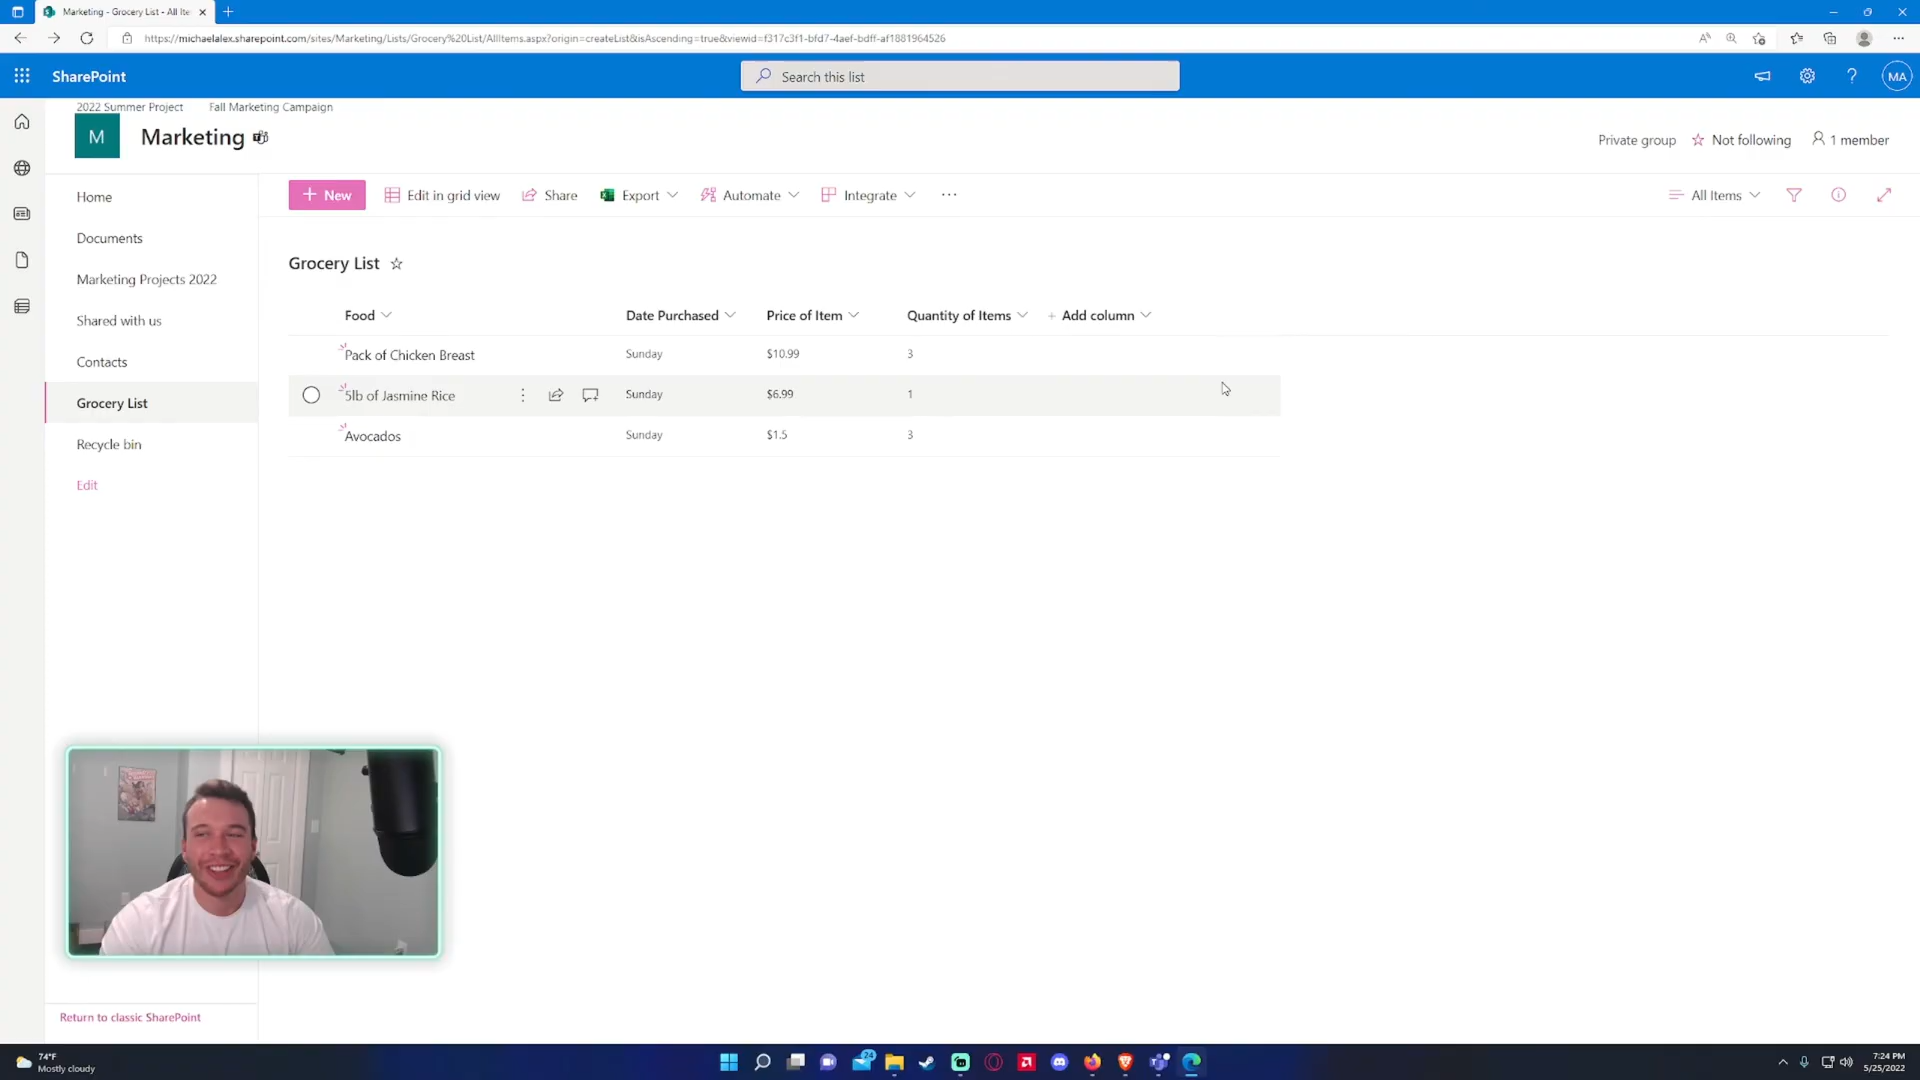 Marketing - Grocery List - All Ite
https://michaelalex.sharepoint.com/sites/Marketing/Lists/Grocery%20List/AllItems.aspx?origin=createList&isAscending=true&viewid=f317c3f1-bfd7-4aef-bdff-af1881964526
SharePoint
Search this list
MA
2022 Summer Project Fall Marketing Campaign
M Marketing
Private group Not following 1 member
Home
Documents
Marketing Projects 2022
Shared with us
Contacts
Grocery List
Recycle bin
Edit
+ New Edit in grid view Share Export Automate Integrate ··· All Items
Grocery List
Food Date Purchased Price of Item Quantity of Items + Add column
Pack of Chicken Breast Sunday $10.99 3
5lb of Jasmine Rice Sunday $6.99 1
Avocados Sunday $1.5 3
Return to classic SharePoint
74°F
Mostly cloudy
24
7:24 PM
5/25/2022